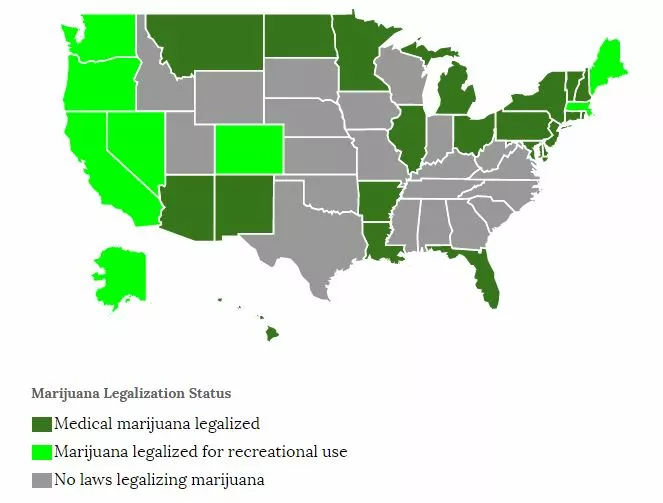 Marijuana Legalization Status
Medical marijuana legalized
Marijuana legalized for recreational use
No laws legalizing marijuana